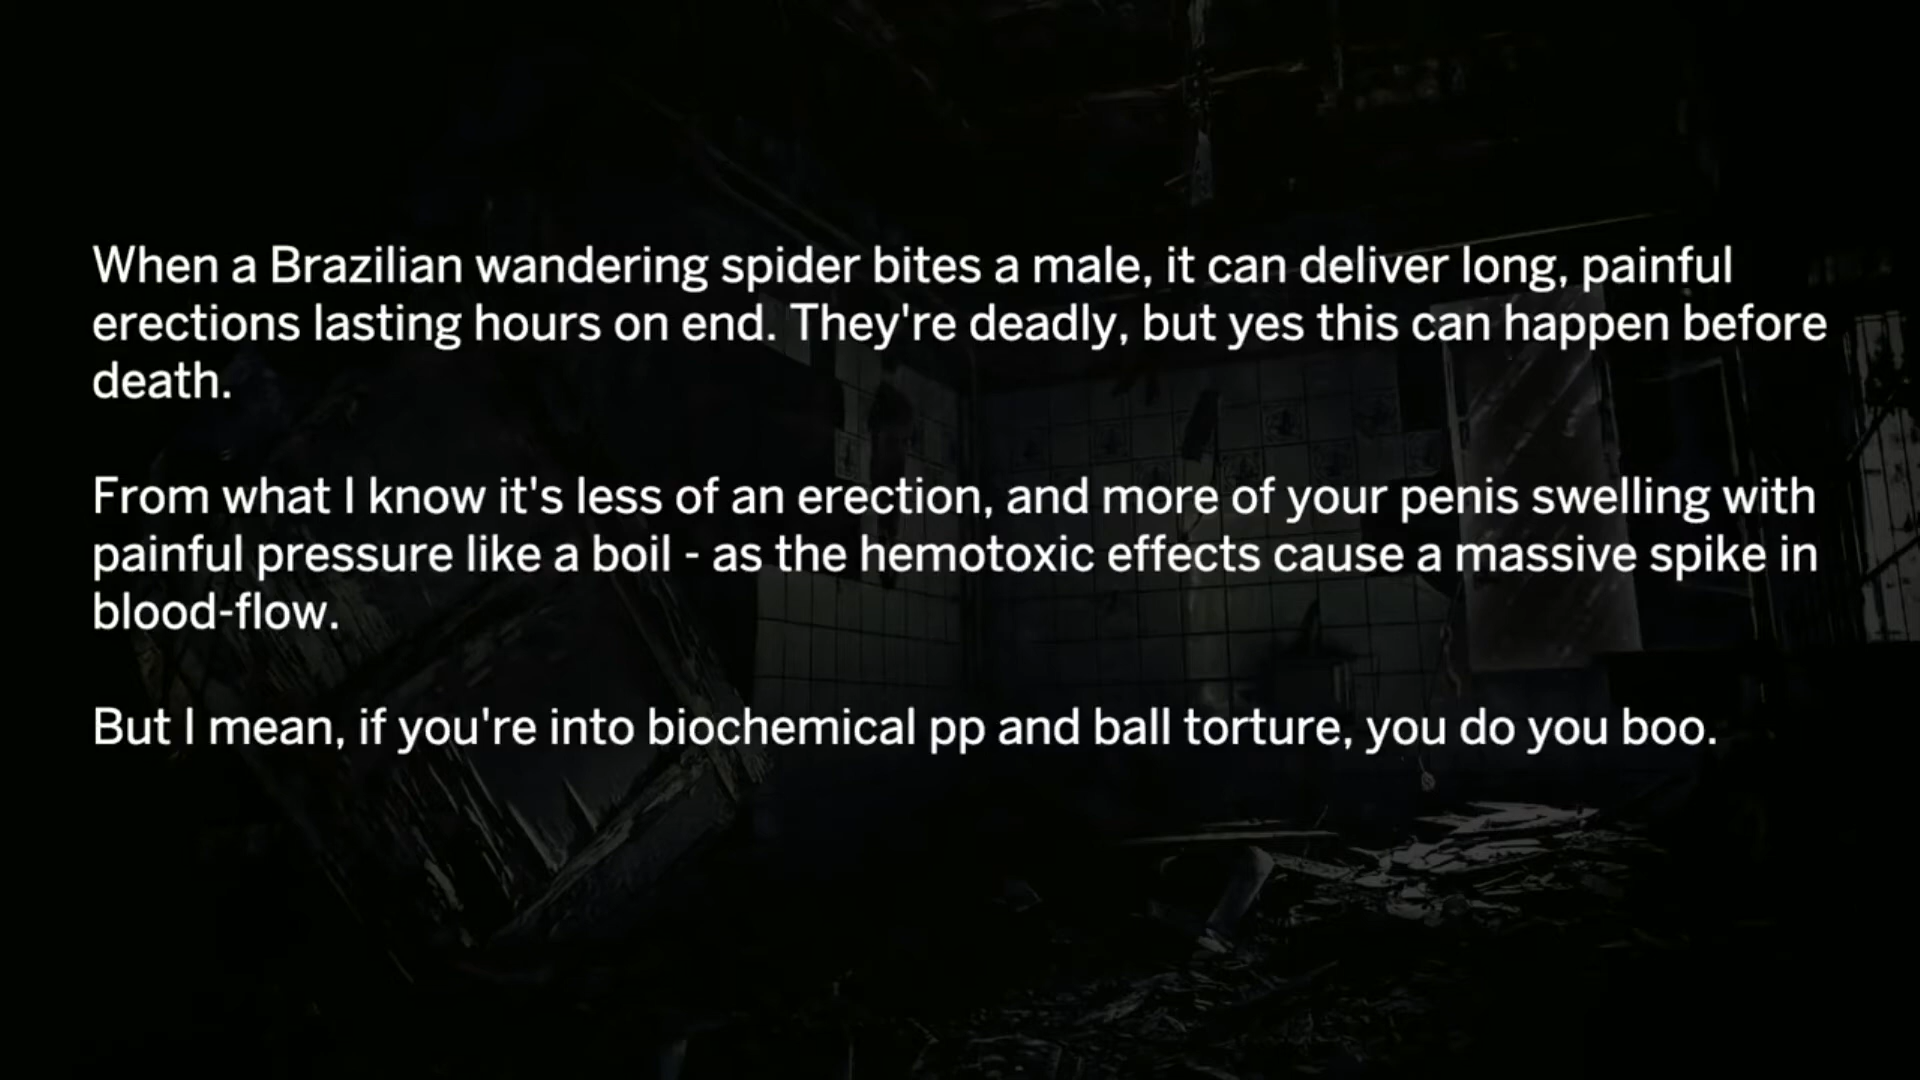 When a Brazilian wandering spider bites a male, it can deliver long, painful
erections lasting hours on end. They're deadly, but yes this can happen before
death.
From what I know it's less of an erection, and more of your penis swelling with
painful pressure like a boil - as the hemotoxic effects cause a massive spike in
blood-flow.
But I mean, if you're into biochemical pp and ball torture, you do you boo.